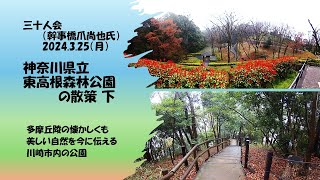 三十人会
(幹事橋爪尚也氏)
2024.3.25(月)
神奈川県立
東高根森林公園
の散策 下
多摩丘陵の懐かしくも
美しい自然を今に伝える
川崎市内の公園